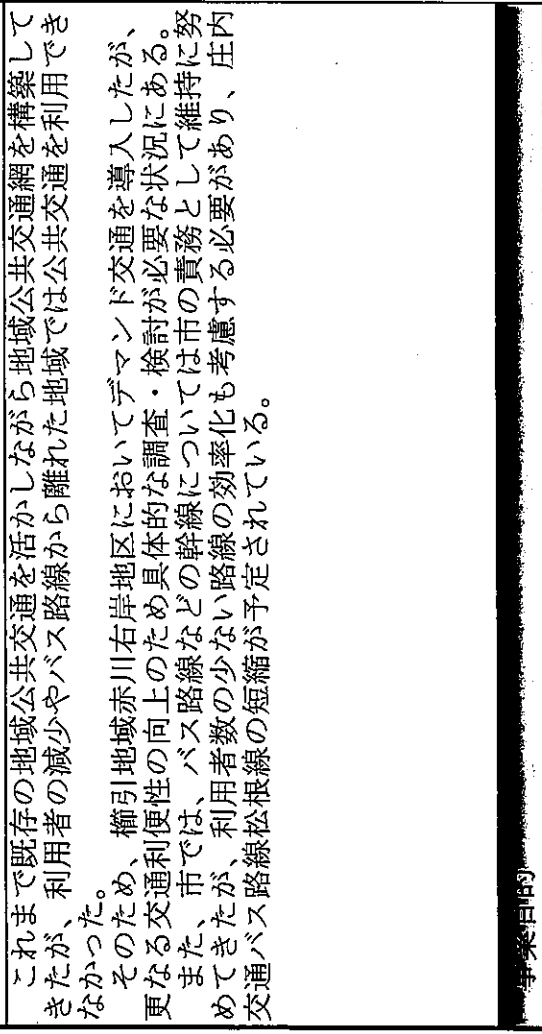 これまで既存の地域公共交通を活かしながら地域公共交通網を構築して
きたが、利用者の減少やバス路線から離れた地域では公共交通を利用でき
なかった。
そのため、櫛引地域赤川右岸地区においてデマンド交通を導入したが、
更なる交通利便性の向上のため具体的な調査・検討が必要な状況にある。
また、市では、バス路線などの幹線については市の責務として維持に努
めてきたが、利用者数の少ない路線の効率化も考慮する必要があり、庄内
交通バス路線松根線の短縮が予定されている。
事業目的